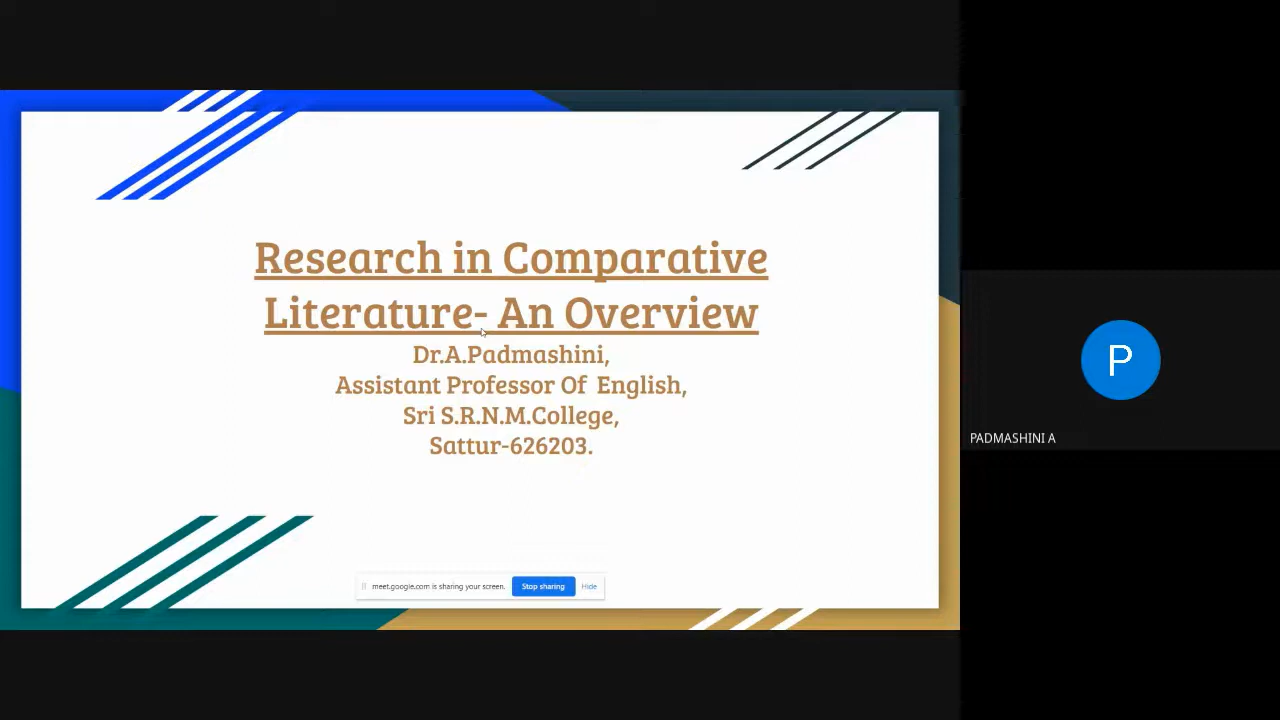 Research in Comparative
Literature- An Overview
Dr.A.Padmashini,
Assistant Professor Of  English,
Sri S.R.N.M.College,
Sattur-626203.
meet.google.com is sharing your screen.
Stop sharing
Hide
P
PADMASHINI A